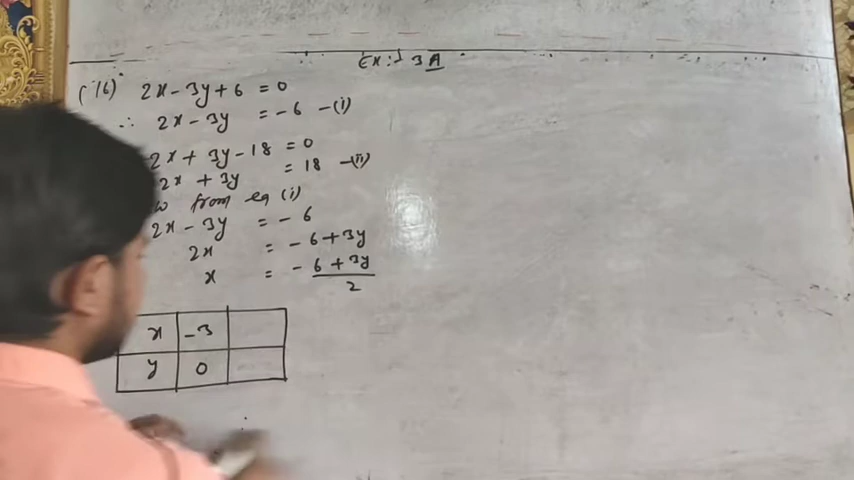 Ex:- 3A
(16) 2x-3y+6 = 0
∴ 2x-3y = -6 -(i)
2x+3y-18 = 0
2x+3y = 18 -(ii)
from eq (i)
2x-3y = -6
2x = -6+3y
x = -6+3y
2
x -3
y 0